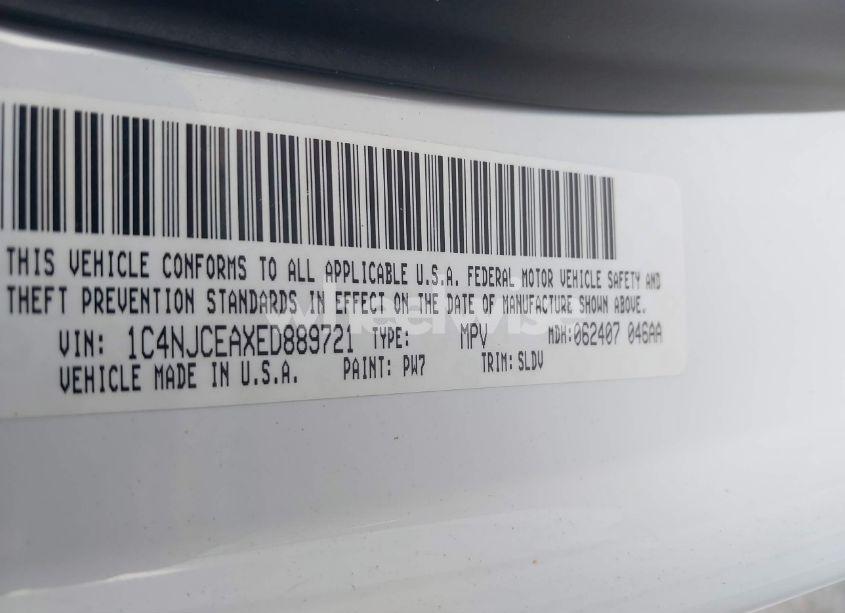 THIS VEHICLE CONFORMS TO ALL APPLICABLE U.S.A. FEDERAL MOTOR VEHICLE SAFETY AND
THEFT PREVENTION STANDARDS IN EFFECT ON THE DATE OF MANUFACTURE SHOWN ABOVE.
VIN: 1C4NJCEAXED889721 TYPE: MPV MDH:062407 046AA
VEHICLE MADE IN U.S.A. PAINT: PW7 TRIM: SLDV